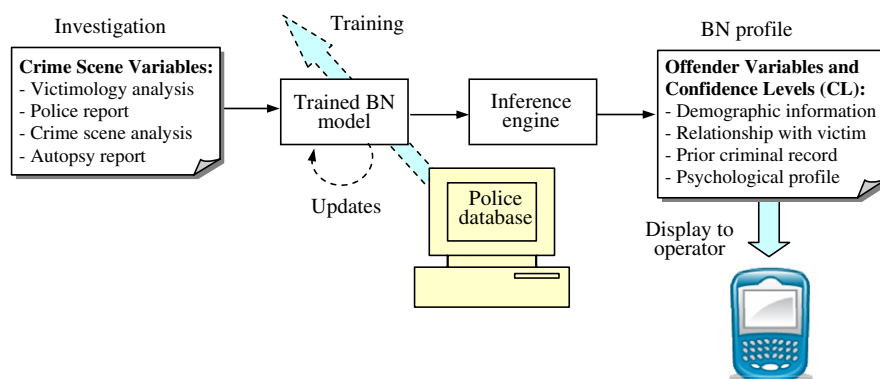 Investigation
Crime Scene Variables:
- Victimology analysis
- Police report
- Crime scene analysis
- Autopsy report
Training
Trained BN
model
Updates
Police
database
Inference
engine
BN profile
Offender Variables and
Confidence Levels (CL):
- Demographic information
- Relationship with victim
- Prior criminal record
- Psychological profile
Display to
operator